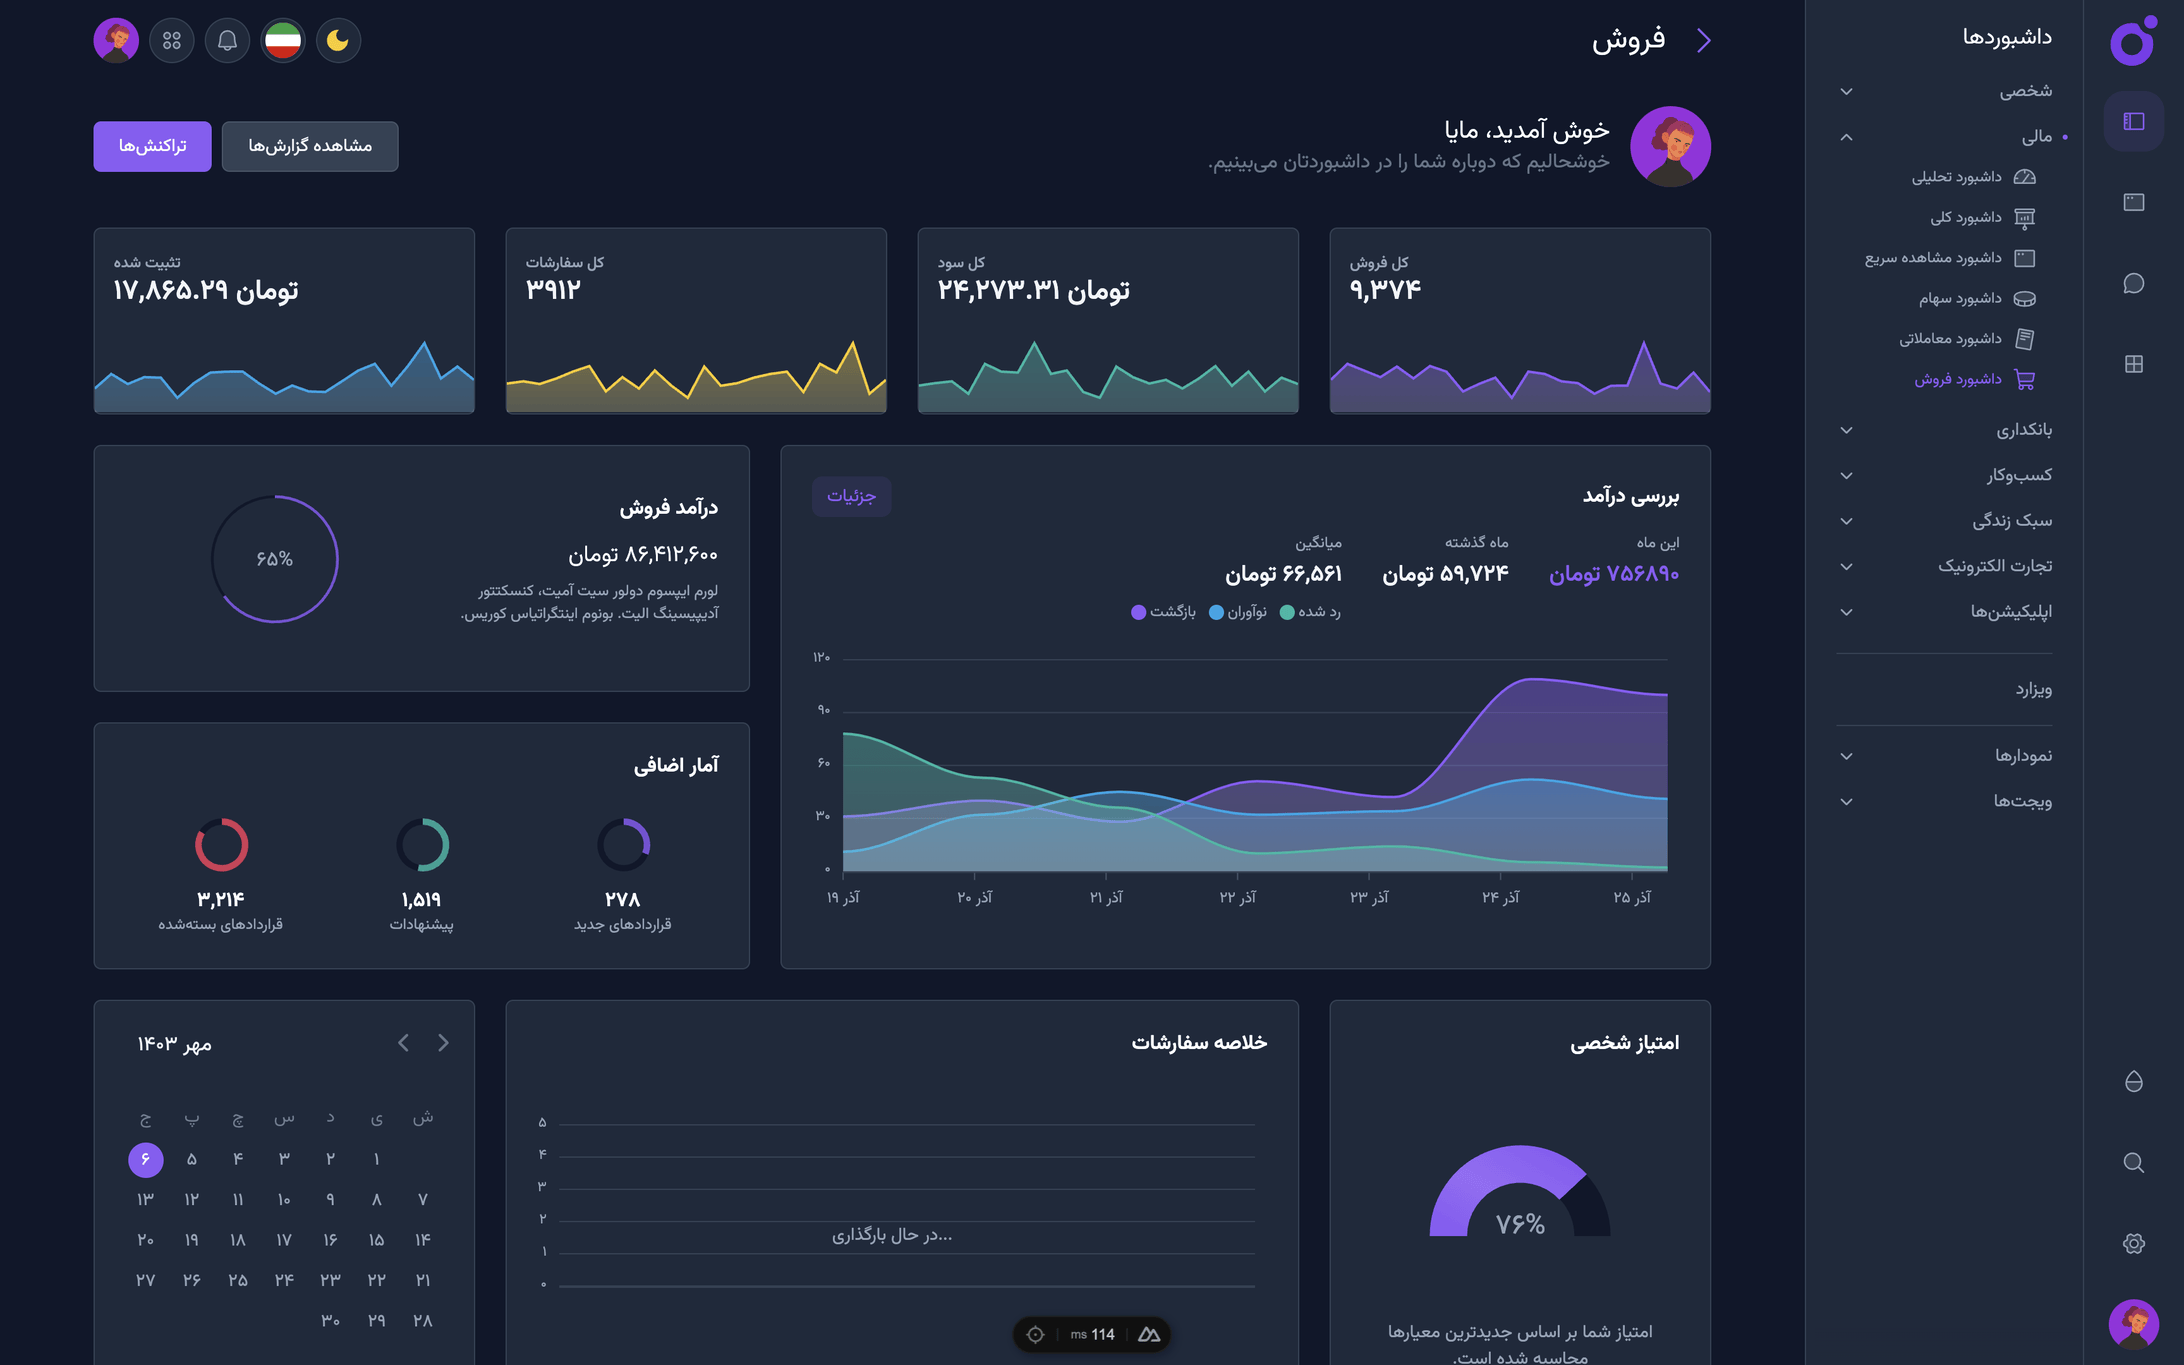 داشبوردها
شخصی
مالی
داشبورد تحلیلی
داشبورد کلی
داشبورد مشاهده سریع
داشبورد سهام
داشبورد معاملاتی
داشبورد فروش
بانکداری
کسب‌وکار
سبک زندگی
تجارت الکترونیک
اپلیکیشن‌ها
ویزارد
نمودارها
ویجت‌ها
فروش
خوش آمدید، مایا
خوشحالیم که دوباره شما را در داشبوردتان می‌بینیم.
مشاهده گزارش‌ها
تراکنش‌ها
کل فروش
۹,۳۷۴
کل سود
تومان ۲۴,۲۷۳.۳۱
کل سفارشات
۳۹۱۲
تثبیت شده
تومان ۱۷,۸۶۵.۲۹
بررسی درآمد
جزئیات
این ماه
۷۵۶۸۹۰ تومان
ماه گذشته
۵۹,۷۲۴ تومان
میانگین
۶۶,۵۶۱ تومان
رد شده
نوآوران
بازگشت
۱۲۰
۹۰
۶۰
۳۰
۰
۱۹ آذر
۲۰ آذر
۲۱ آذر
۲۲ آذر
۲۳ آذر
۲۴ آذر
۲۵ آذر
درآمد فروش
۸۶,۴۱۲,۶۰۰ تومان
لورم ایپسوم دولور سیت آمیت، کنسکتتور
آدیپیسینگ الیت. بونوم اینتگراتیاس کوریس.
۶۵%
آمار اضافی
۲۷۸
قراردادهای جدید
۱,۵۱۹
پیشنهادات
۳,۲۱۴
قراردادهای بسته‌شده
امتیاز شخصی
۷۶%
امتیاز شما بر اساس جدیدترین معیارها
محاسبه شده است.
خلاصه سفارشات
۵
۴
۳
۲
۱
۰
در حال بارگذاری...
114 ms
مهر ۱۴۰۳
ش ی د س چ پ ج
۱ ۲ ۳ ۴ ۵ ۶
۷ ۸ ۹ ۱۰ ۱۱ ۱۲ ۱۳
۱۴ ۱۵ ۱۶ ۱۷ ۱۸ ۱۹ ۲۰
۲۱ ۲۲ ۲۳ ۲۴ ۲۵ ۲۶ ۲۷
۲۸ ۲۹ ۳۰